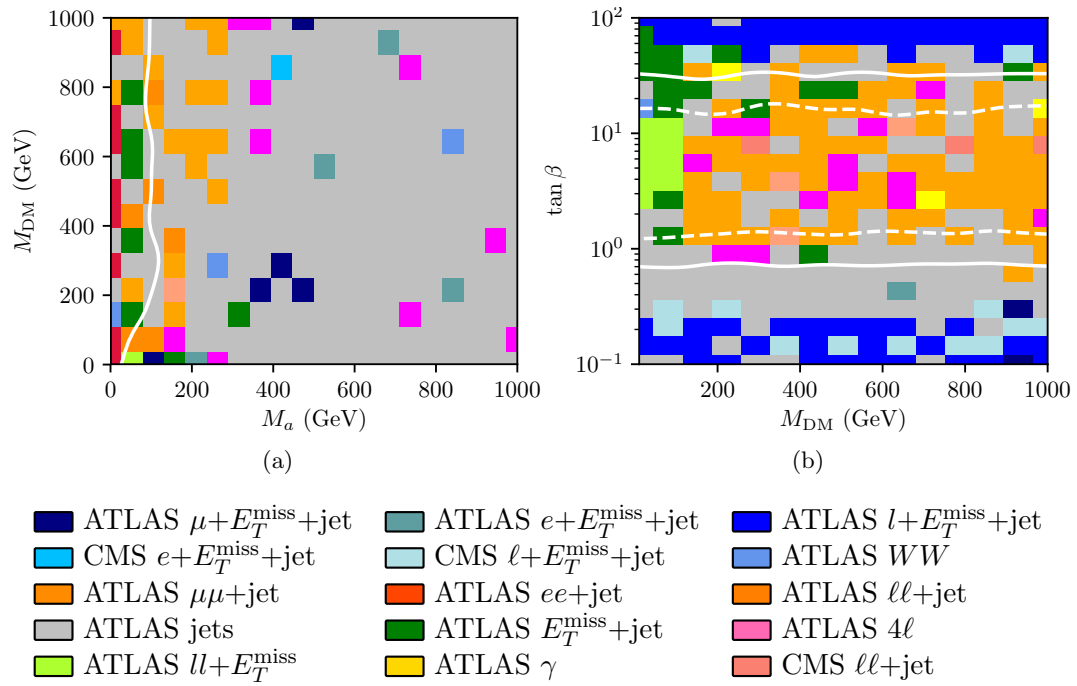 1000
800
600
400
200
0
M_DM (GeV)
0 200 400 600 800 1000
M_a (GeV)
(a)
10^2
10^1
10^0
10^−1
tan β
200 400 600 800 1000
M_DM (GeV)
(b)
ATLAS μ+E_T^miss+jet
CMS e+E_T^miss+jet
ATLAS μμ+jet
ATLAS jets
ATLAS ll+E_T^miss
ATLAS e+E_T^miss+jet
CMS ℓ+E_T^miss+jet
ATLAS ee+jet
ATLAS E_T^miss+jet
ATLAS γ
ATLAS l+E_T^miss+jet
ATLAS WW
ATLAS ℓℓ+jet
ATLAS 4ℓ
CMS ℓℓ+jet